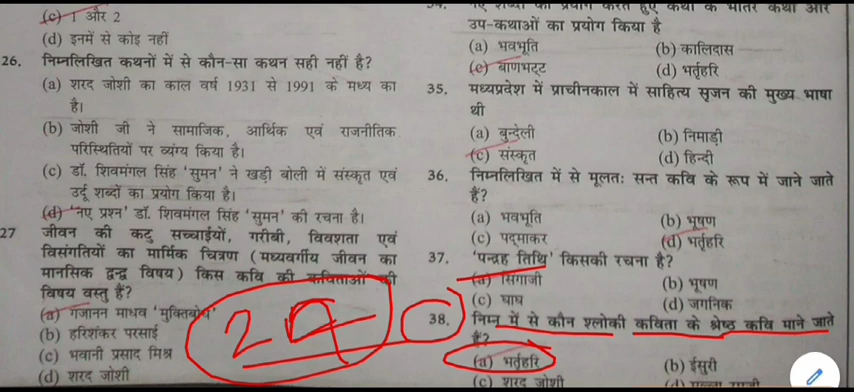 (c) 1 और 2
(d) इनमें से कोइ नहीं
26. निम्नलिखित कथनों में से कौन-सा कथन सही नहीं है?
(a) शरद जोशी का काल वर्ष 1931 से 1991 के मध्य का
है।
(b) जोशी जी ने सामाजिक, आर्थिक एवं राजनीतिक
परिस्थितियों पर व्यंग्य किया है।
(c) डॉ. शिवमंगल सिंह 'सुमन' ने खड़ी बोली में संस्कृत एवं
उर्दू शब्दों का प्रयोग किया है।
(d) 'नए प्रश्न' डॉ. शिवमंगल सिंह 'सुमन' की रचना है।
27 जीवन की कटु सच्चाईयों, गरीबी, विवशता एवं
विसंगतियों का मार्मिक चित्रण (मध्यवर्गीय जीवन का
मानसिक द्वन्द्व विषय) किस कवि की कविताओं की
विषय वस्तु हैं?
(a) गजानन माधव 'मुक्तिबोध'
(b) हरिशंकर परसाई
(c) भवानी प्रसाद मिश्र
(d) शरद जोशी
उप-कथाओं का प्रयोग किया है
(a) भवभूति (b) कालिदास
(c) बाणभट्ट (d) भर्तृहरि
35. मध्यप्रदेश में प्राचीनकाल में साहित्य सृजन की मुख्य भाषा
थी
(a) बुन्देली (b) निमाड़ी
(c) संस्कृत (d) हिन्दी
36. निम्नलिखित में से मूलतः सन्त कवि के रूप में जाने जाते
हैं?
(a) भवभूति (b) भूषण
(c) पद्माकर (d) भर्तृहरि
37. 'पन्द्रह तिथि' किसकी रचना है?
(a) सिंगाजी (b) भूषण
(c) घाघ (d) जगनिक
38. निम्न में से कौन श्लोकी कविता के श्रेष्ठ कवि माने जाते
हैं?
(a) भर्तृहरि (b) ईसुरी
(c) शरद जोशी